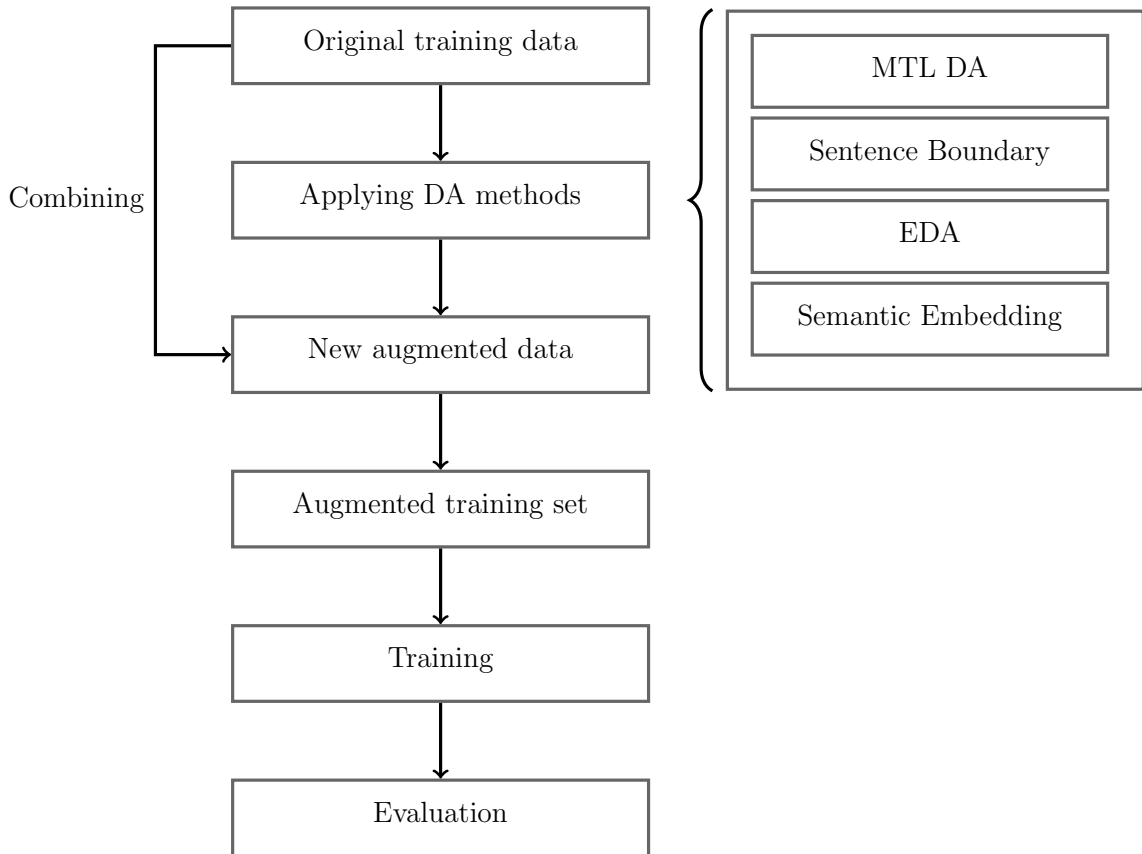 Original training data
Applying DA methods
Combining
New augmented data
Augmented training set
Training
Evaluation
MTL DA
Sentence Boundary
EDA
Semantic Embedding